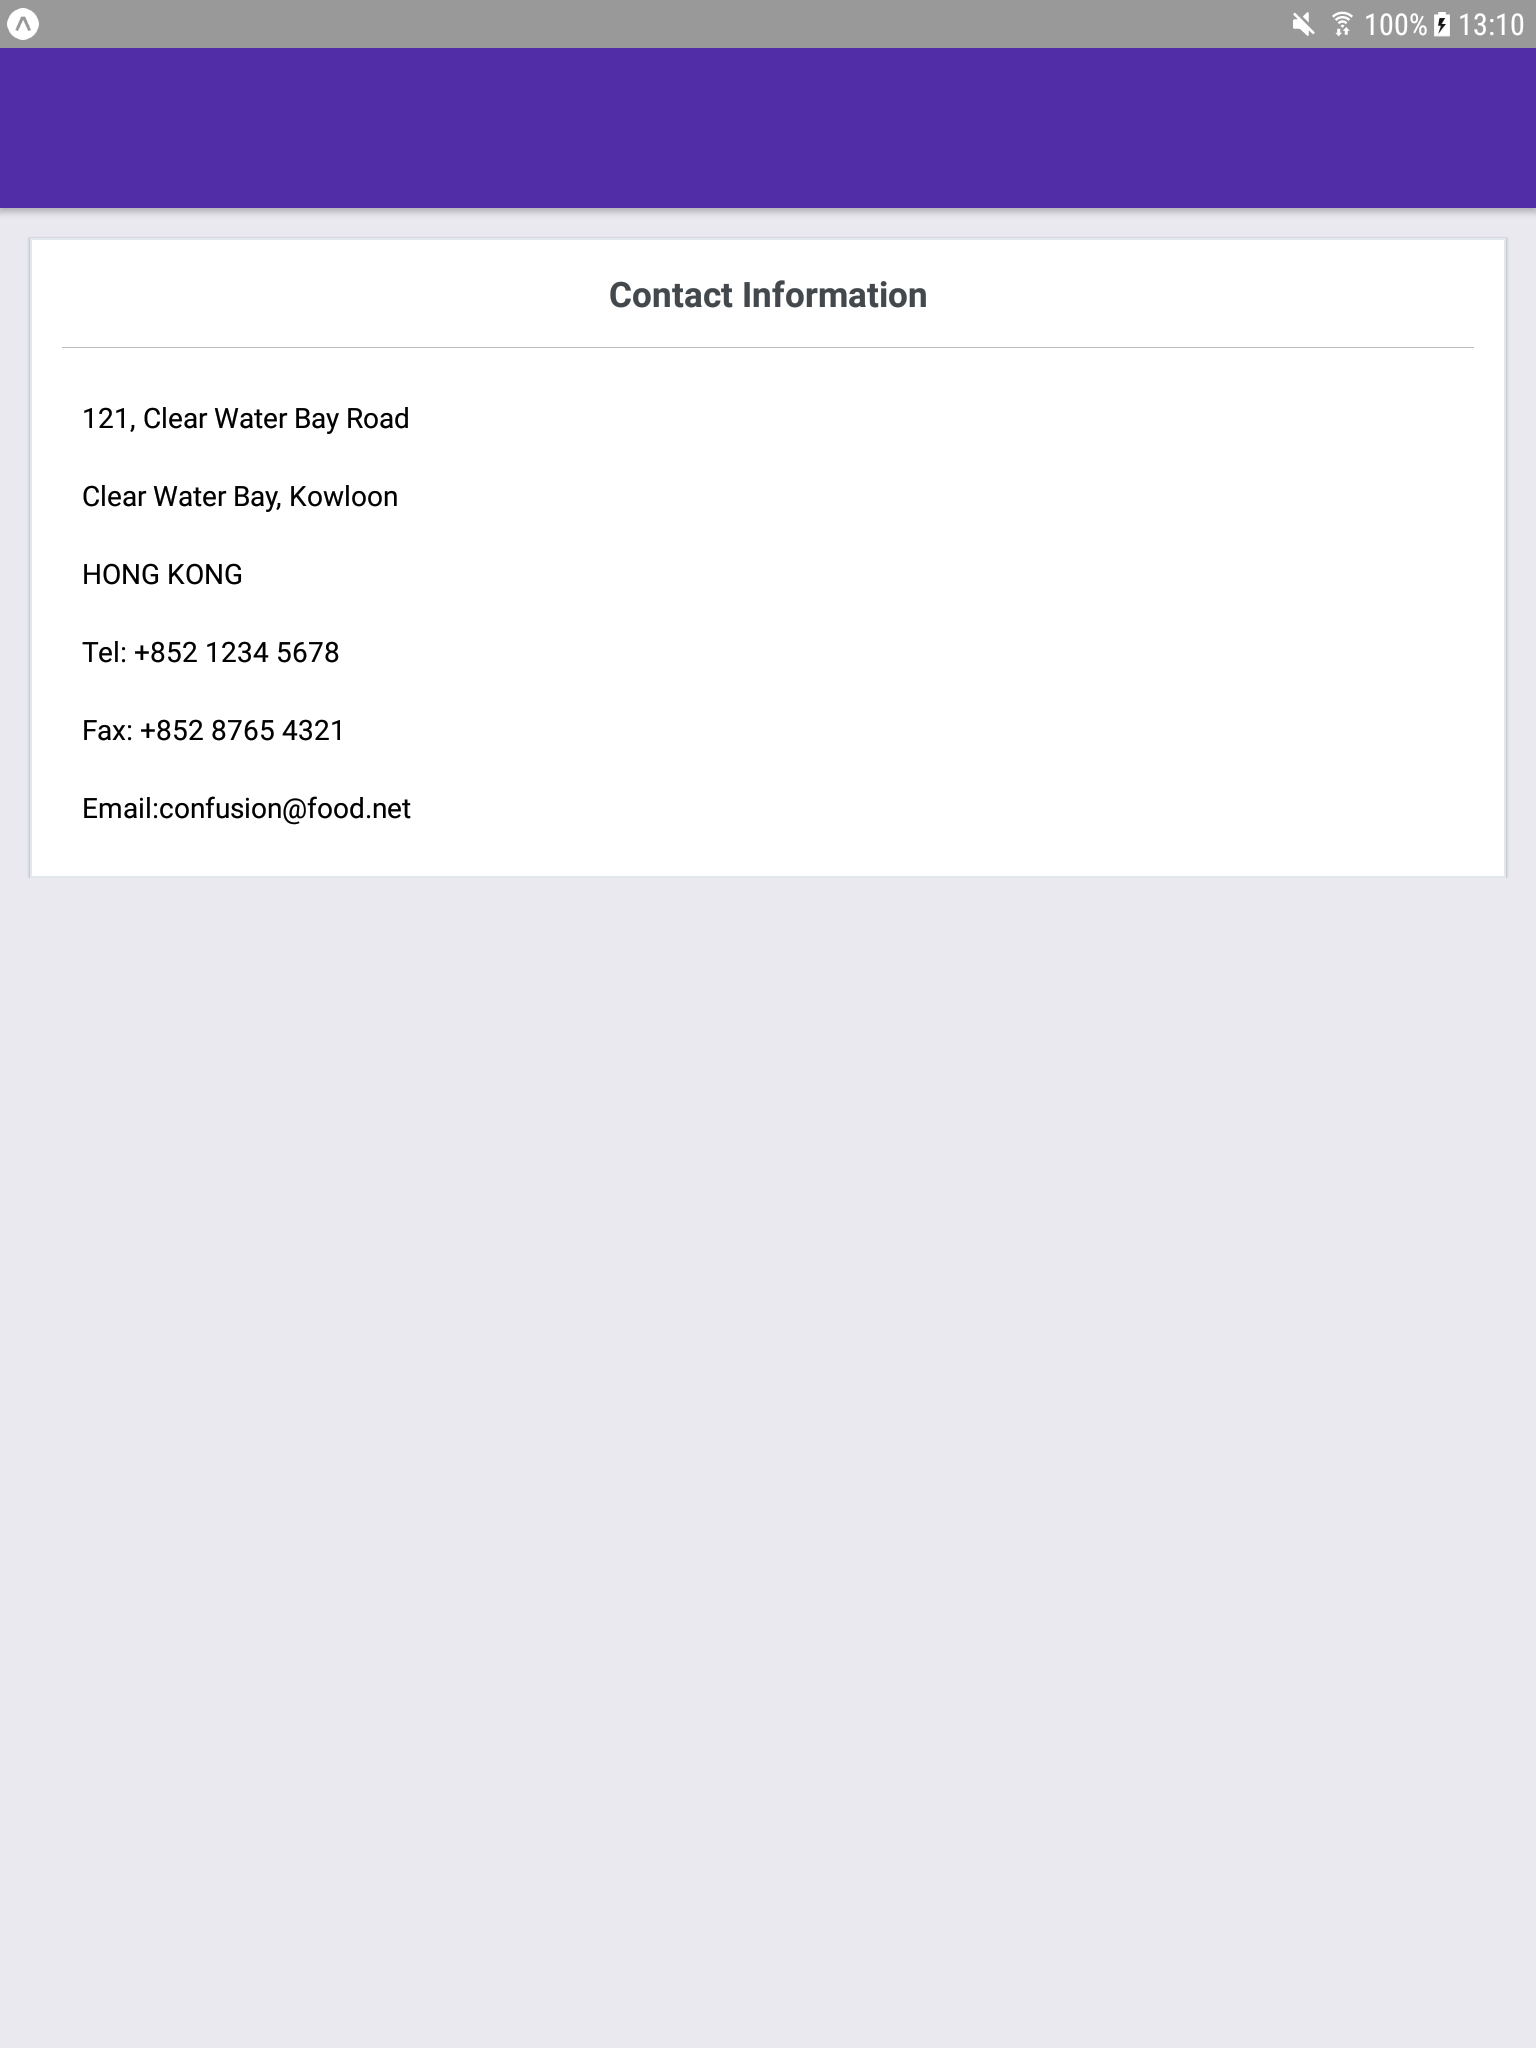 100% 13:10
Contact Information
121, Clear Water Bay Road
Clear Water Bay, Kowloon
HONG KONG
Tel: +852 1234 5678
Fax: +852 8765 4321
Email:confusion@food.net